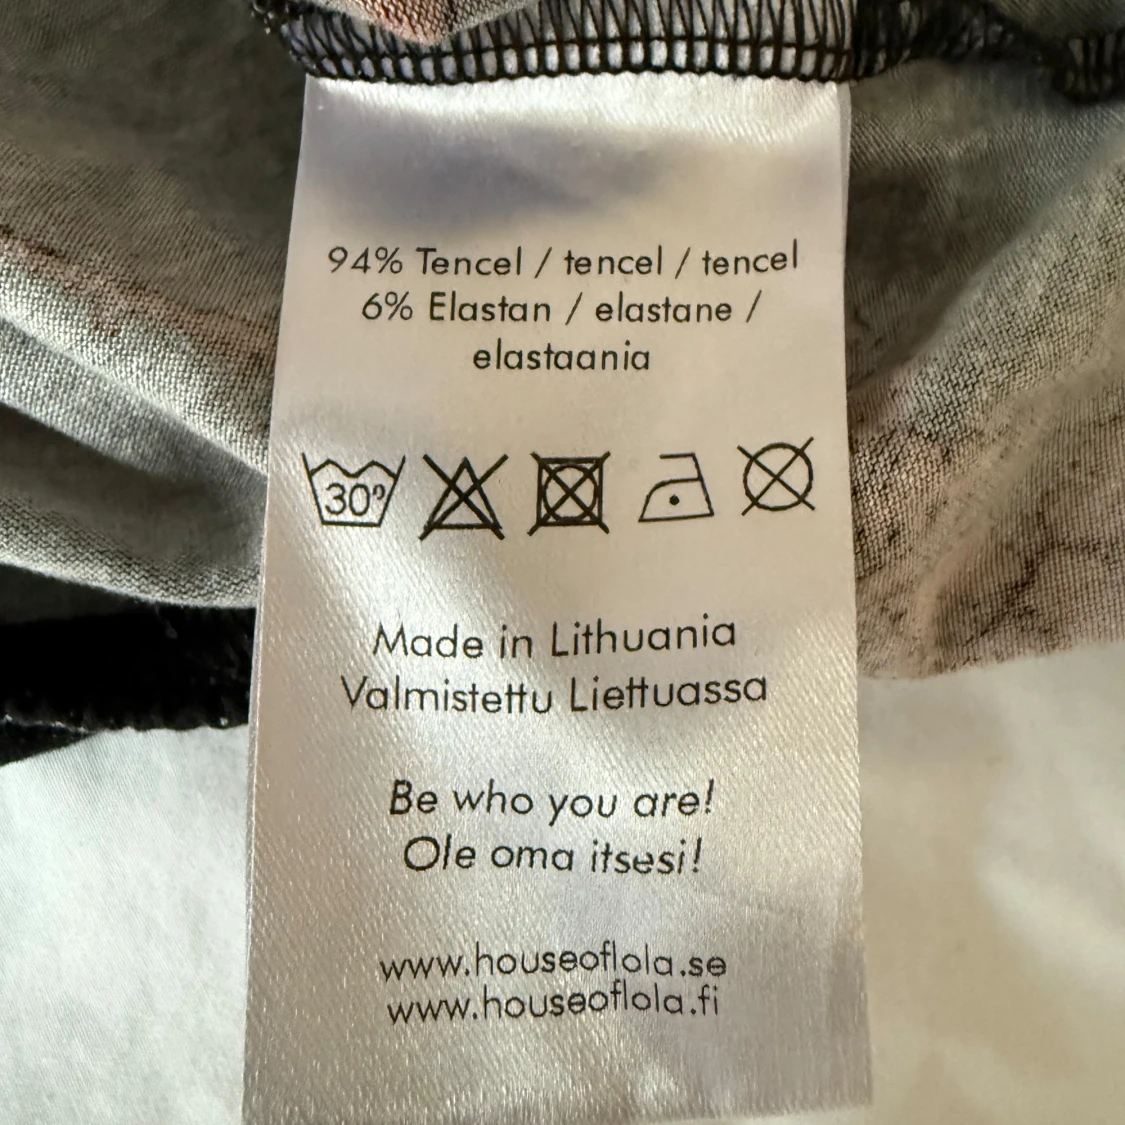 94% Tencel / tencel / tencel
6% Elastan / elastane /
elastaania
30°
Made in Lithuania
Valmistettu Liettuassa
Be who you are!
Ole oma itsesi!
www.houseoflola.se
www.houseoflola.fi